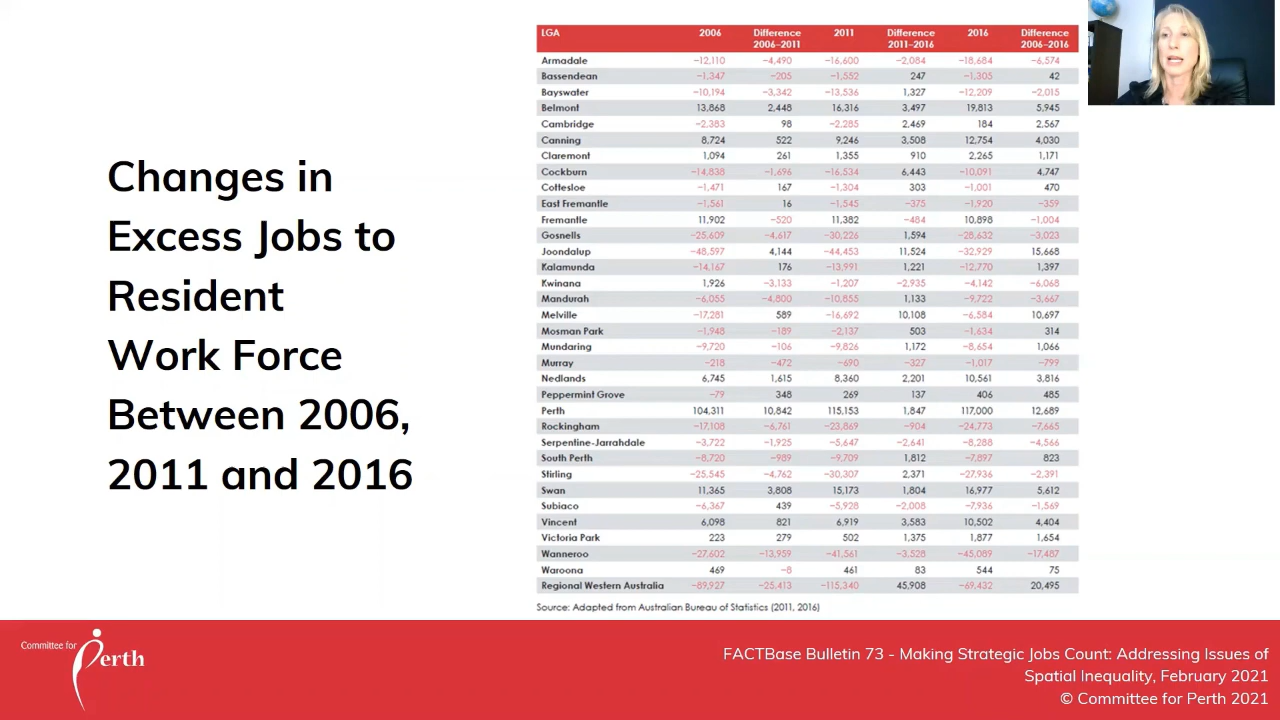 Changes in
Excess Jobs to
Resident
Work Force
Between 2006,
2011 and 2016
LGA 2006 Difference 2006–2011 2011 Difference 2011–2016 2016 Difference 2006–2016
Armadale −12,110 −4,490 −16,600 −2,084 −18,684 −6,574
Bassendean −1,347 −205 −1,552 247 −1,305 42
Bayswater −10,194 −3,342 −13,536 1,327 −12,209 −2,015
Belmont 13,868 2,448 16,316 3,497 19,813 5,945
Cambridge −2,383 98 −2,285 2,469 184 2,567
Canning 8,724 522 9,246 3,508 12,754 4,030
Claremont 1,094 261 1,355 910 2,265 1,171
Cockburn −14,838 −1,696 −16,534 6,443 −10,091 4,747
Cottesloe −1,471 167 −1,304 303 −1,001 470
East Fremantle −1,561 16 −1,545 −375 −1,920 −359
Fremantle 11,902 −520 11,382 −484 10,898 −1,004
Gosnells −25,609 −4,617 −30,226 1,594 −28,632 −3,023
Joondalup −48,597 4,144 −44,453 11,524 −32,929 15,668
Kalamunda −14,167 176 −13,991 1,221 −12,770 1,397
Kwinana 1,926 −3,133 −1,207 −2,935 −4,142 −6,068
Mandurah −6,055 −4,800 −10,855 1,133 −9,722 −3,667
Melville −17,281 589 −16,692 10,108 −6,584 10,697
Mosman Park −1,948 −189 −2,137 503 −1,634 314
Mundaring −9,720 −106 −9,826 1,172 −8,654 1,066
Murray −218 −472 −690 −327 −1,017 −799
Nedlands 6,745 1,615 8,360 2,201 10,561 3,816
Peppermint Grove −79 348 269 137 406 485
Perth 104,311 10,842 115,153 1,847 117,000 12,689
Rockingham −17,108 −6,761 −23,869 −904 −24,773 −7,665
Serpentine-Jarrahdale −3,722 −1,925 −5,647 −2,641 −8,288 −4,566
South Perth −8,720 −989 −9,709 1,812 −7,897 823
Stirling −25,545 −4,762 −30,307 2,371 −27,936 −2,391
Swan 11,365 3,808 15,173 1,804 16,977 5,612
Subiaco −6,367 439 −5,928 −2,008 −7,936 −1,569
Vincent 6,098 821 6,919 3,583 10,502 4,404
Victoria Park 223 279 502 1,375 1,877 1,654
Wanneroo −27,602 −13,959 −41,561 −3,528 −45,089 −17,487
Waroona 469 −8 461 83 544 75
Regional Western Australia −89,927 −25,413 −115,340 45,908 −69,432 20,495
Source: Adapted from Australian Bureau of Statistics (2011, 2016)
Committee for
Perth
FACTBase Bulletin 73 - Making Strategic Jobs Count: Addressing Issues of
Spatial Inequality, February 2021
© Committee for Perth 2021